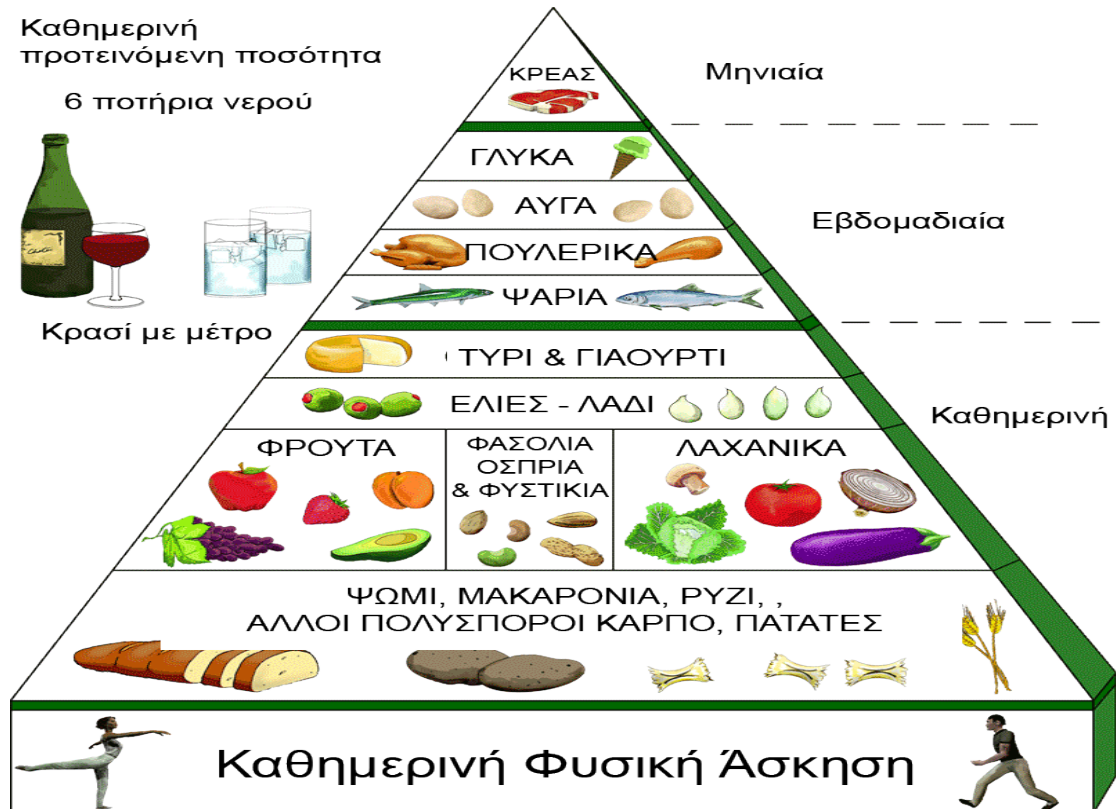 Καθημερινή
προτεινόμενη ποσότητα
6 ποτήρια νερού
Κρασί με μέτρο
ΚΡΕΑΣ
Μηνιαία
ΓΛΥΚΑ
ΑΥΓΑ
ΠΟΥΛΕΡΙΚΑ
ΨΑΡΙΑ
Εβδομαδιαία
ΤΥΡΙ & ΓΙΑΟΥΡΤΙ
ΕΛΙΕΣ - ΛΑΔΙ
Καθημερινή
ΦΡΟΥΤΑ
ΦΑΣΟΛΙΑ
ΟΣΠΡΙΑ
& ΦΥΣΤΙΚΙΑ
ΛΑΧΑΝΙΚΑ
ΨΩΜΙ, ΜΑΚΑΡΟΝΙΑ, ΡΥΖΙ, ,
ΑΛΛΟΙ ΠΟΛΥΣΠΟΡΟΙ ΚΑΡΠΟ, ΠΑΤΑΤΕΣ
Καθημερινή Φυσική Άσκηση